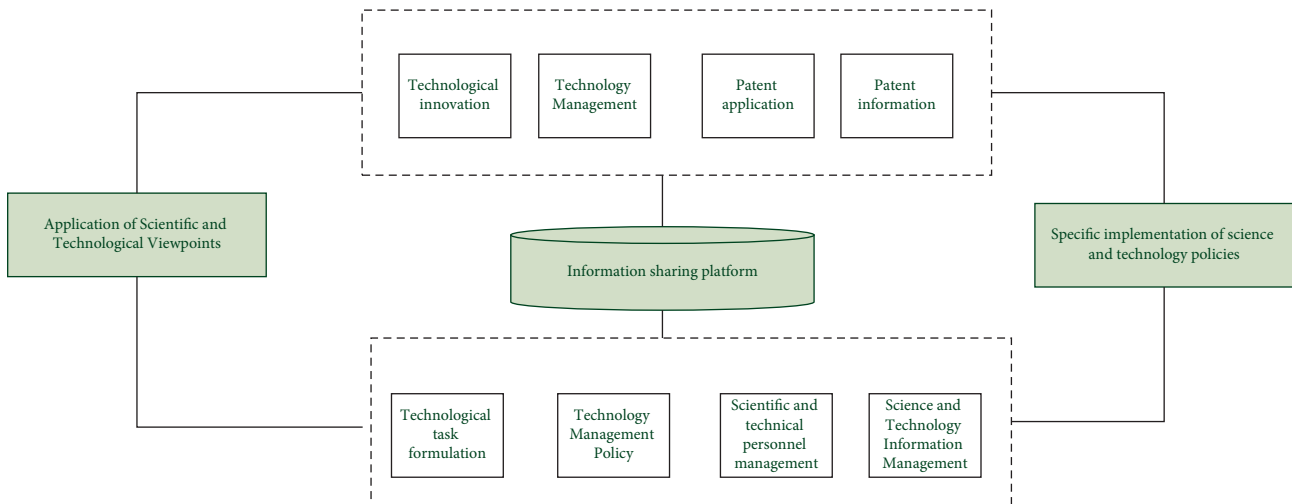 Technological
innovation
Technology
Management
Patent
application
Patent
information
Application of Scientific and
Technological Viewpoints
Information sharing platform
Specific implementation of science
and technology policies
Technological
task
formulation
Technology
Management
Policy
Scientific and
technical
personnel
management
Science and
Technology
Information
Management